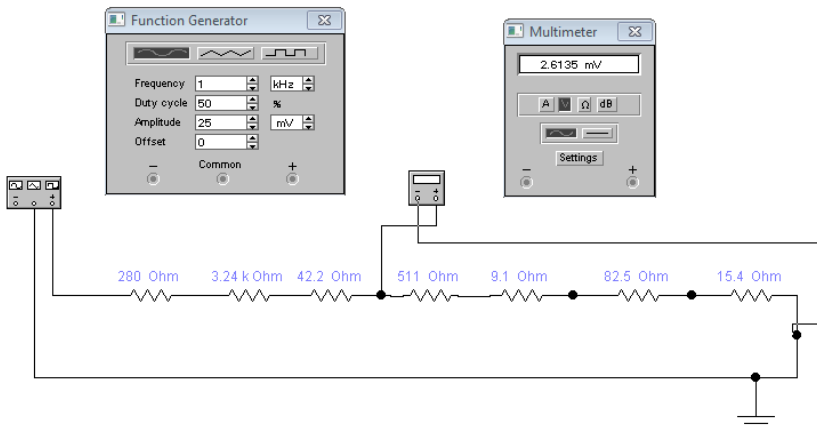 Function Generator
Frequency 1 kHz
Duty cycle 50 %
Amplitude 25 mV
Offset 0
− Common +
Multimeter
2.6135 mV
A V Ω dB
Settings
− +
− +
− +
280 Ohm 3.24 k Ohm 42.2 Ohm 511 Ohm 9.1 Ohm 82.5 Ohm 15.4 Ohm